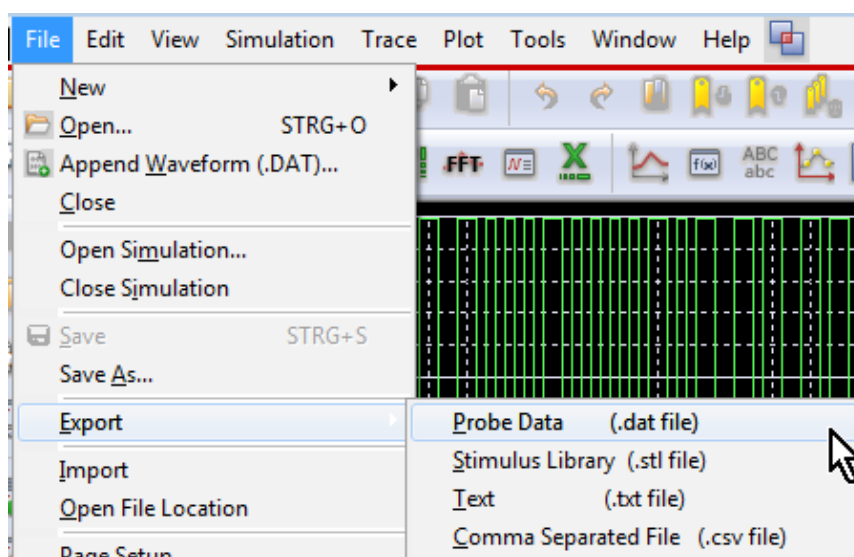 File Edit View Simulation Trace Plot Tools Window Help
New
Open... STRG+O
Append Waveform (.DAT)...
FFT
f(x)
ABC
abc
Close
Open Simulation...
Close Simulation
Save STRG+S
Save As...
Export
Probe Data (.dat file)
Stimulus Library (.stl file)
Import
Text (.txt file)
Open File Location
Comma Separated File (.csv file)
Page Setup